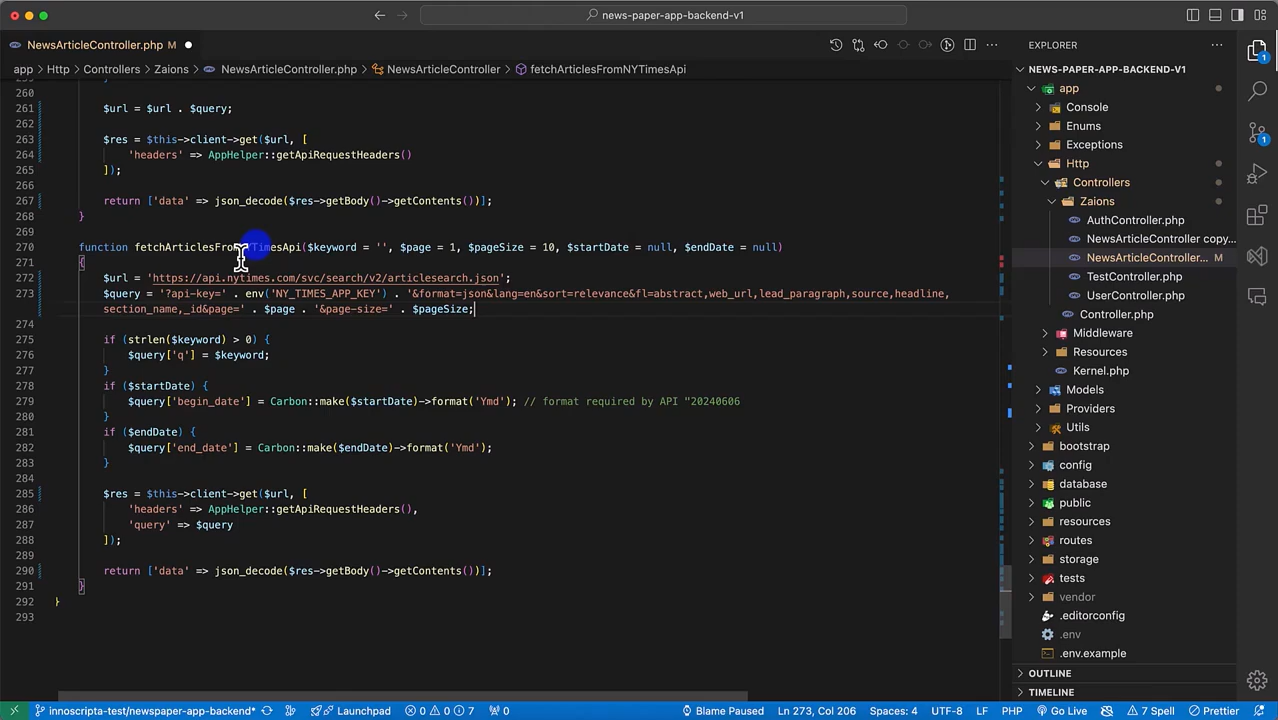 news-paper-app-backend-v1
NewsArticleController.php M
EXPLORER
app > Http > Controllers > Zaions > NewsArticleController.php > NewsArticleController > fetchArticlesFromNYTimesApi
260
261 $url = $url . $query;
262
263 $res = $this->client->get($url, [
264 'headers' => AppHelper::getApiRequestHeaders()
265 ]);
266
267 return ['data' => json_decode($res->getBody()->getContents())];
268 }
269
270 function fetchArticlesFromNYTimesApi($keyword = '', $page = 1, $pageSize = 10, $startDate = null, $endDate = null)
271 {
272 $url = 'https://api.nytimes.com/svc/search/v2/articlesearch.json';
273 $query = '?api-key=' . env('NY_TIMES_APP_KEY') . '&format=json&lang=en&sort=relevance&fl=abstract,web_url,lead_paragraph,source,headline,
section_name,_id&page=' . $page . '&page-size=' . $pageSize;
274
275 if (strlen($keyword) > 0) {
276 $query['q'] = $keyword;
277 }
278 if ($startDate) {
279 $query['begin_date'] = Carbon::make($startDate)->format('Ymd'); // format required by API "20240606
280 }
281 if ($endDate) {
282 $query['end_date'] = Carbon::make($endDate)->format('Ymd');
283 }
284
285 $res = $this->client->get($url, [
286 'headers' => AppHelper::getApiRequestHeaders(),
287 'query' => $query
288 ]);
289
290 return ['data' => json_decode($res->getBody()->getContents())];
291 }
292 }
293
NEWS-PAPER-APP-BACKEND-V1
app
Console
Enums
Exceptions
Http
Controllers
Zaions
AuthController.php
NewsArticleController copy...
NewsArticleController... M
TestController.php
UserController.php
Controller.php
Middleware
Resources
Kernel.php
Models
Providers
Utils
bootstrap
config
database
public
resources
routes
storage
tests
vendor
.editorconfig
.env
.env.example
OUTLINE
TIMELINE
1
1
innoscripta-test/newspaper-app-backend* Launchpad 0 0 7 0 Blame Paused Ln 273, Col 206 Spaces: 4 UTF-8 LF PHP Go Live 7 Spell Prettier